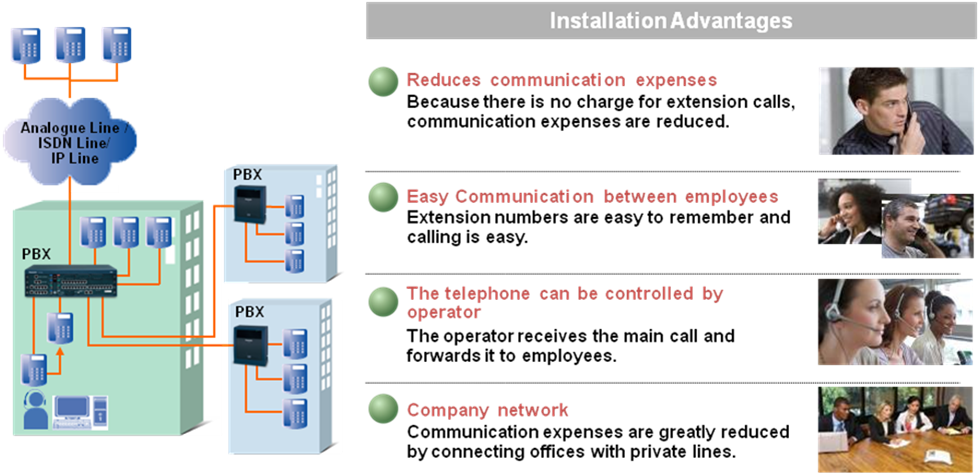 Analogue Line /
ISDN Line/
IP Line
PBX
PBX
PBX
Installation Advantages
Reduces communication expenses
Because there is no charge for extension calls,
communication expenses are reduced.
Easy Communication between employees
Extension numbers are easy to remember and
calling is easy.
The telephone can be controlled by
operator
The operator receives the main call and
forwards it to employees.
Company network
Communication expenses are greatly reduced
by connecting offices with private lines.